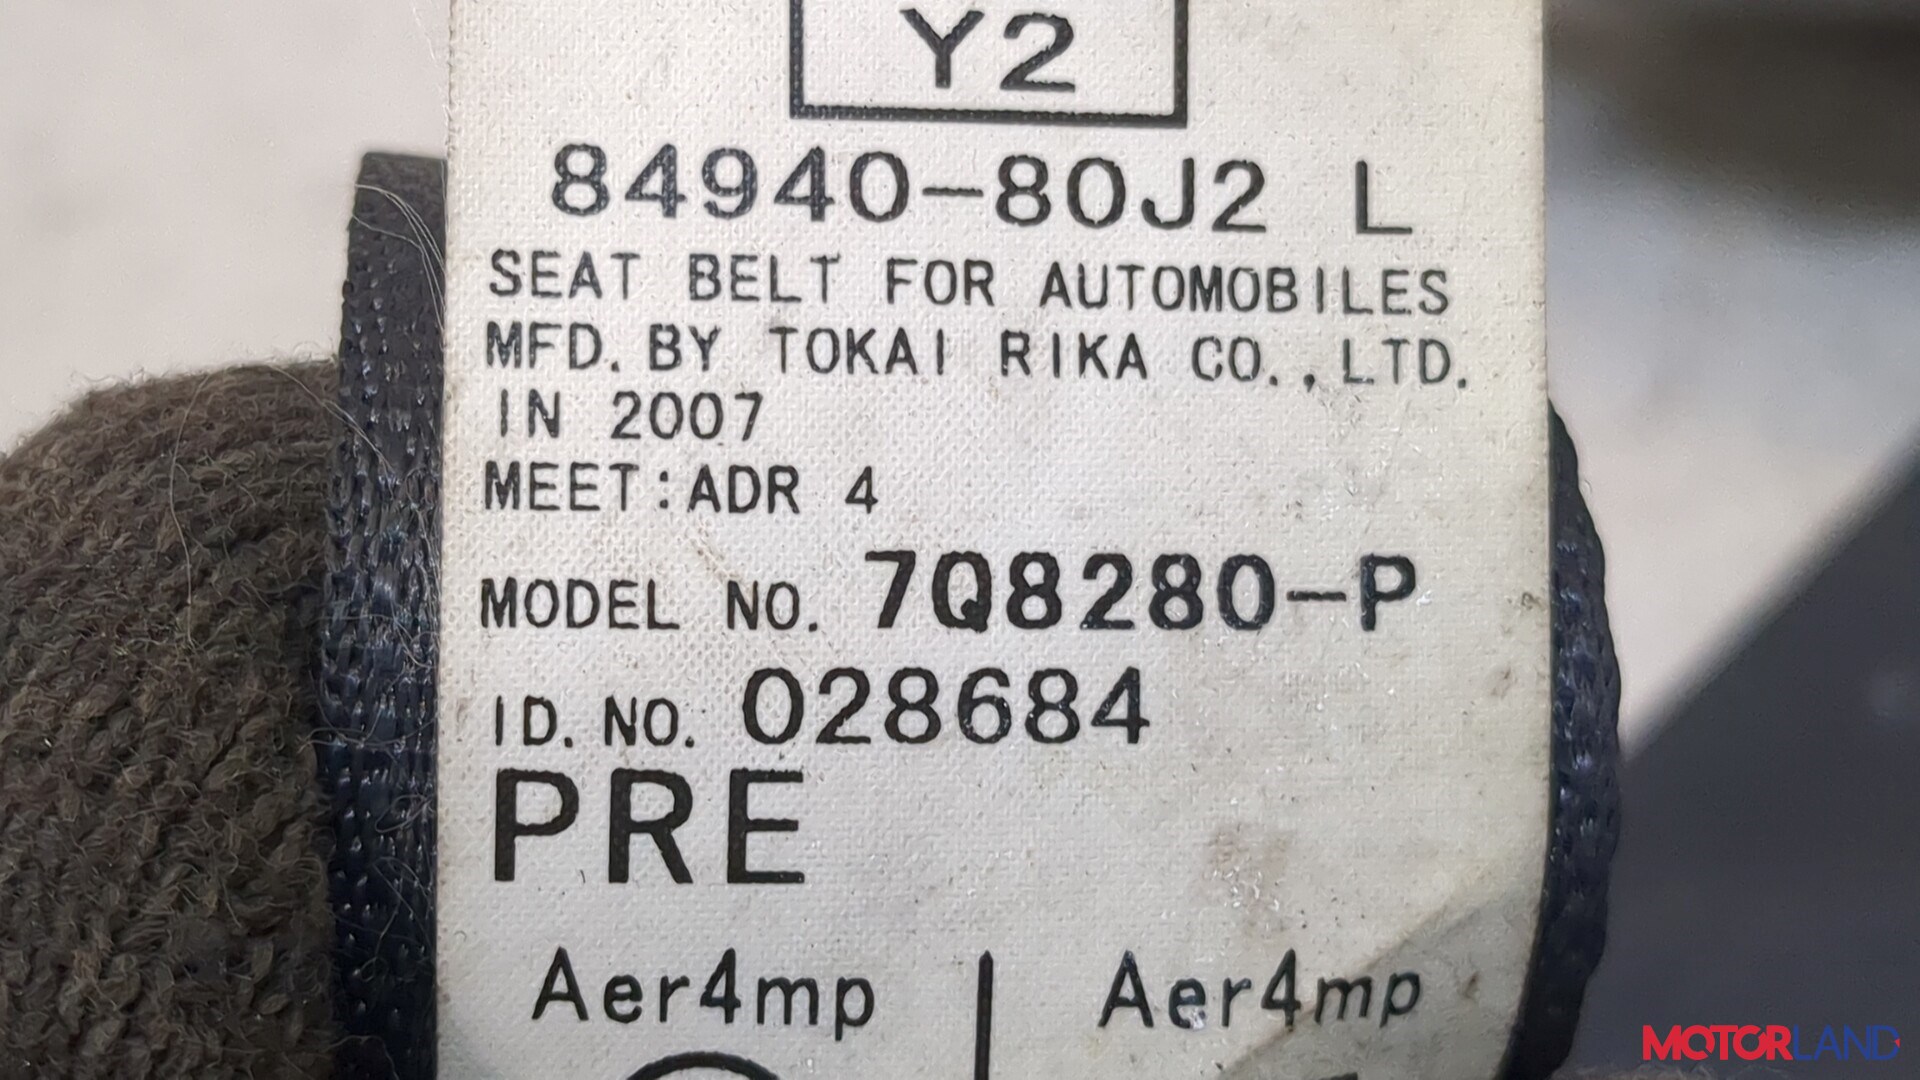 Y2
84940-80J2 L
SEAT BELT FOR AUTOMOBILES
MFD. BY TOKAI RIKA CO., LTD.
IN 2007
MEET:ADR 4
MODEL NO. 7Q8280-P
ID. NO. 028684
PRE
Aer4mp | Aer4mp
MOTORLAND